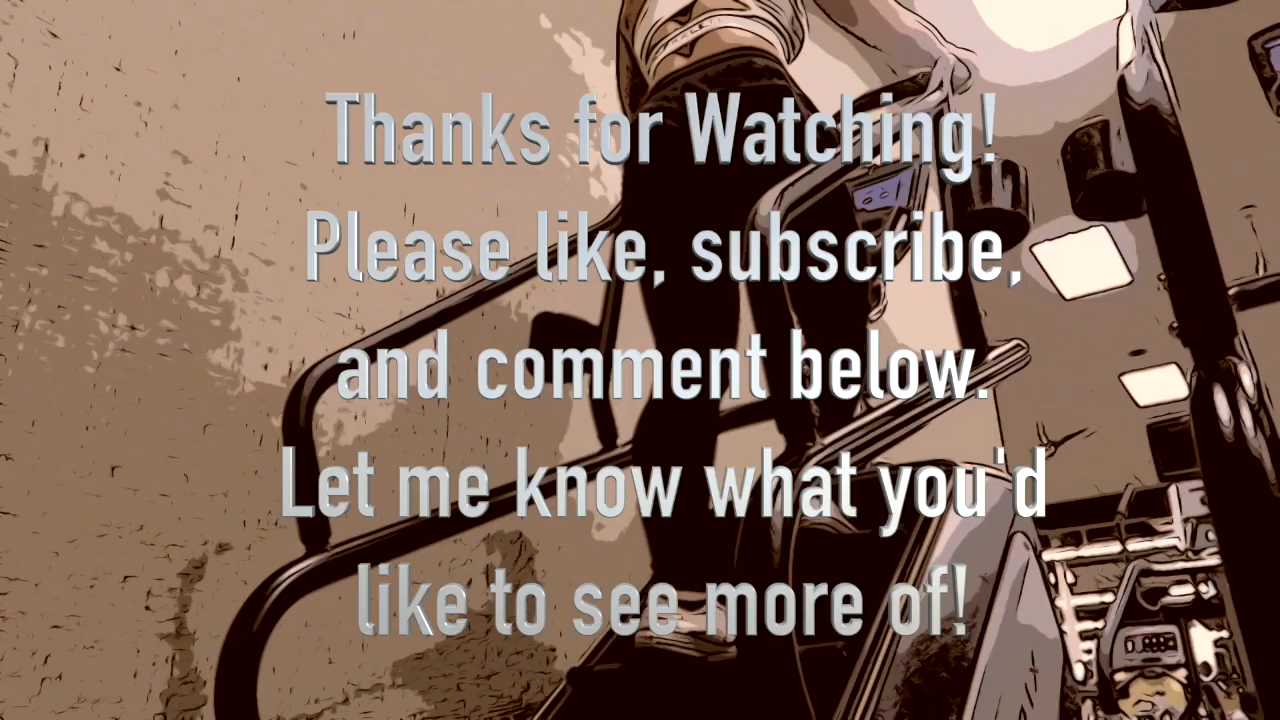 Thanks for Watching!
Please like, subscribe,
and comment below.
Let me know what you'd
like to see more of!